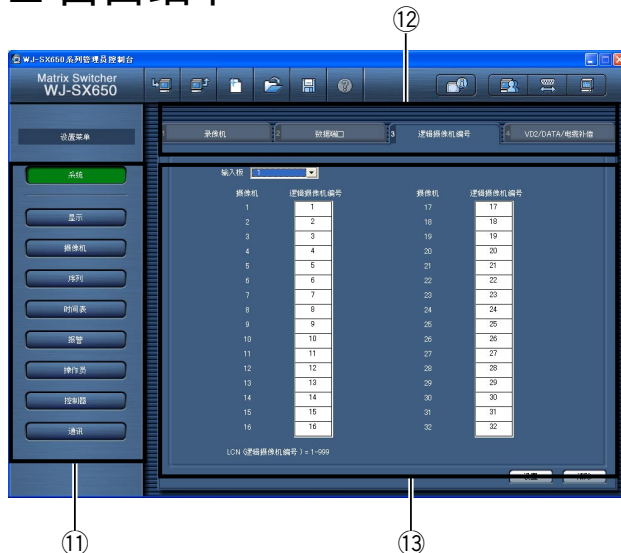 ⑫
WJ-SX650系列管理员控制台
Matrix Switcher
WJ-SX650
设置菜单
1 录像机 2 数据端口 3 逻辑摄像机编号 4 VD2/DATA/电缆补偿
系统
显示
摄像机
序列
时间表
报警
操作员
控制器
通讯
输入板 1
摄像机 逻辑摄像机编号 摄像机 逻辑摄像机编号
1 1 17 17
2 2 18 18
3 3 19 19
4 4 20 20
5 5 21 21
6 6 22 22
7 7 23 23
8 8 24 24
9 9 25 25
10 10 26 26
11 11 27 27
12 12 28 28
13 13 29 29
14 14 30 30
15 15 31 31
16 16 32 32
LCN (逻辑摄像机编号) = 1-999
⑪
⑬